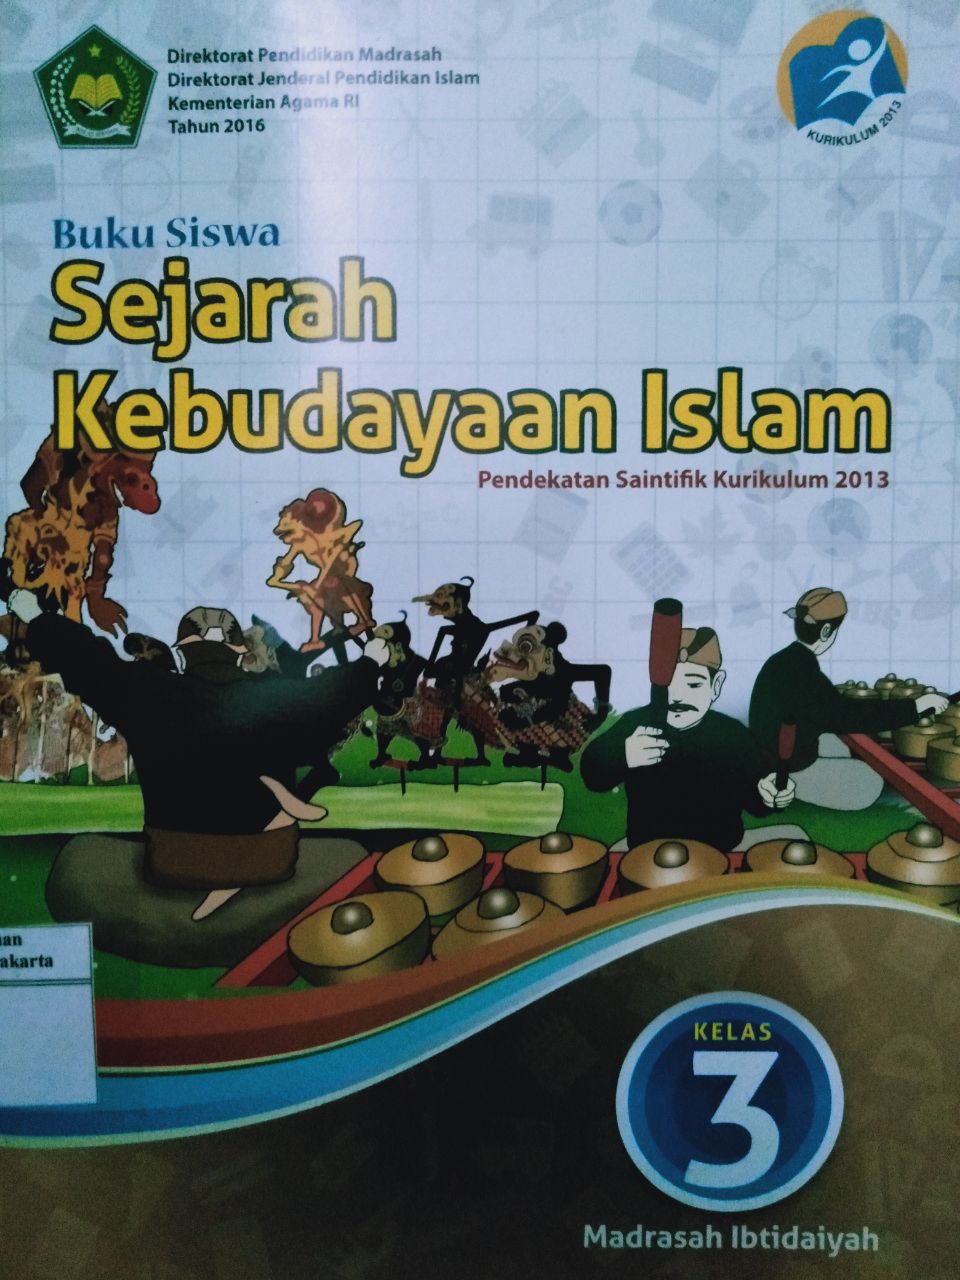 Direktorat Pendidikan Madrasah
Direktorat Jenderal Pendidikan Islam
Kementerian Agama RI
Tahun 2016
KURIKULUM 2013
Buku Siswa
Sejarah
Kebudayaan Islam
Pendekatan Saintifik Kurikulum 2013
KELAS
3
Madrasah Ibtidaiyah